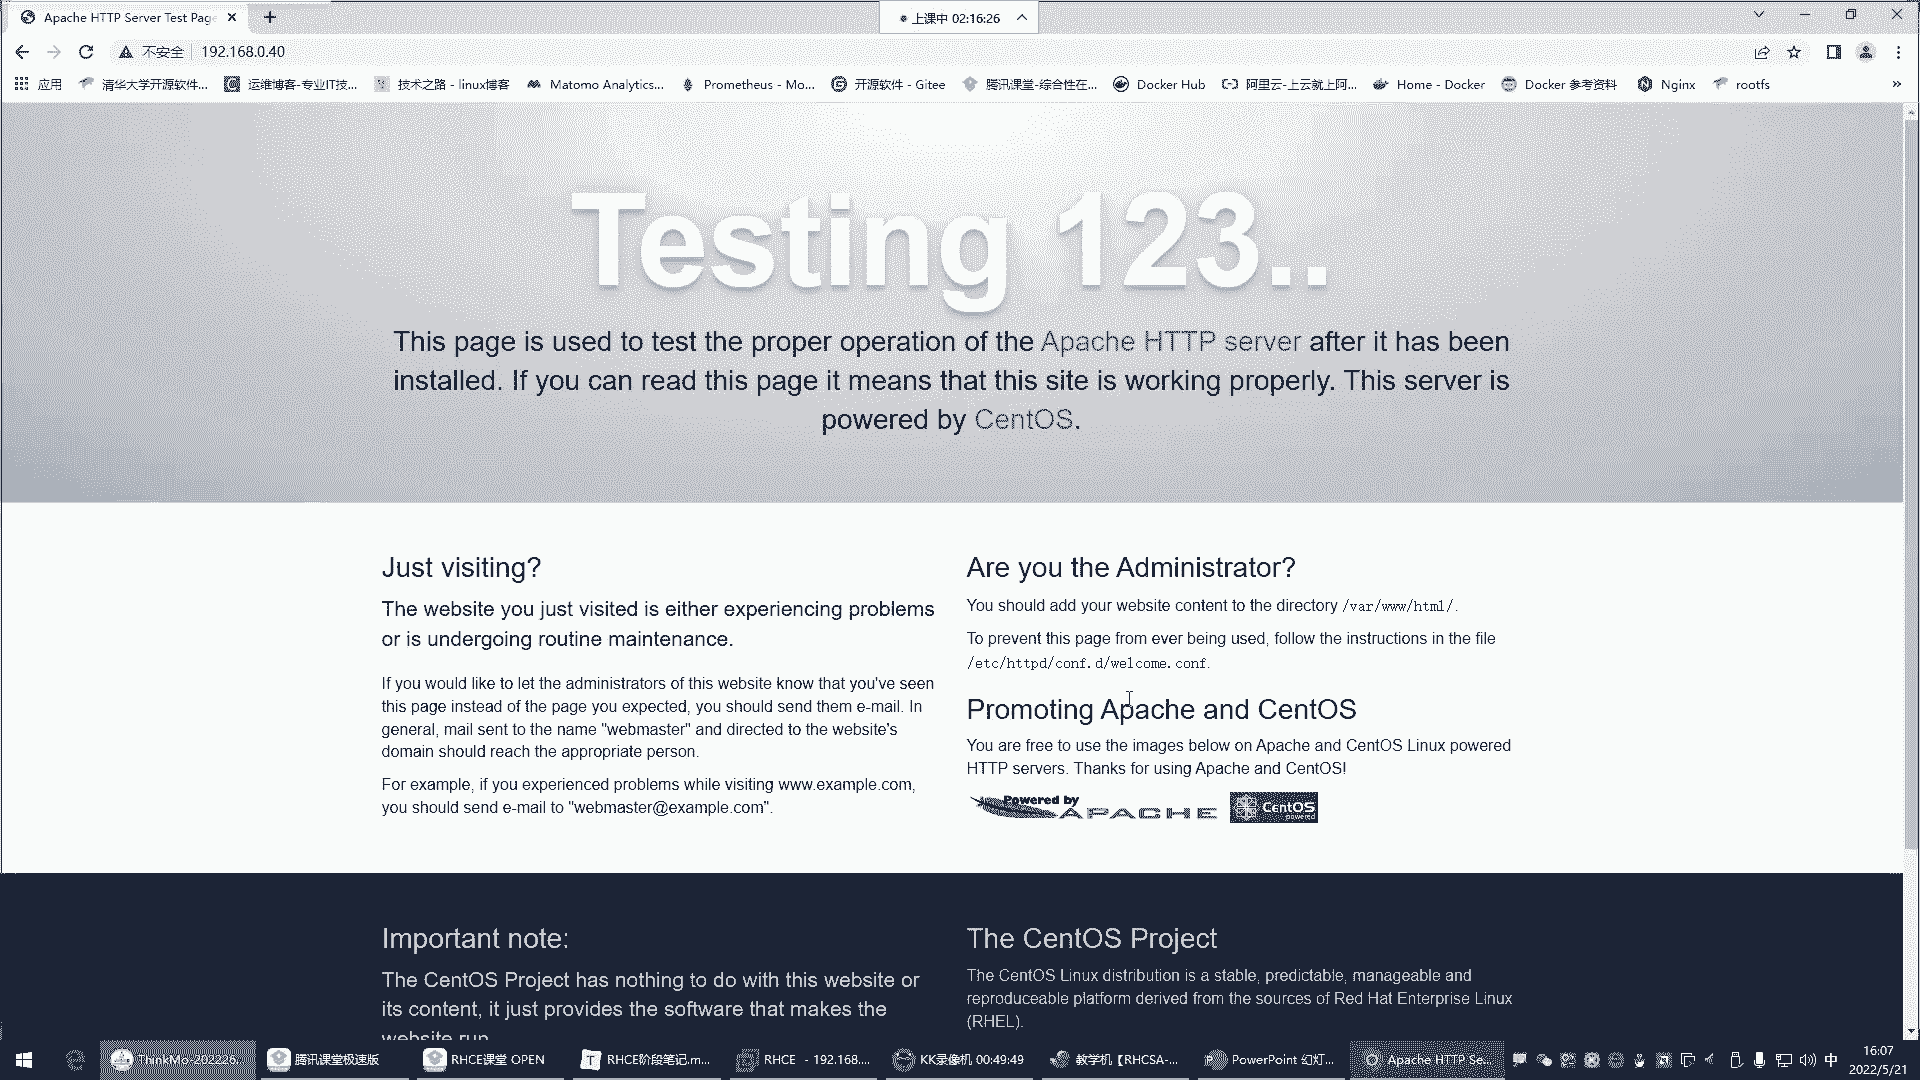 Apache HTTP Server Test Page
上课中 02:16:26
不安全 192.168.0.40
应用 清华大学开源软件... 运维博客-专业IT技... 技术之路 - linux博客 Matomo Analytics... Prometheus - Mo... 开源软件 - Gitee 腾讯课堂-综合性在... Docker Hub 阿里云-上云就上阿... Home - Docker Docker 参考资料 Nginx rootfs
Testing 123..
This page is used to test the proper operation of the Apache HTTP server after it has been
installed. If you can read this page it means that this site is working properly. This server is
powered by CentOS.
Just visiting?
The website you just visited is either experiencing problems
or is undergoing routine maintenance.
If you would like to let the administrators of this website know that you've seen
this page instead of the page you expected, you should send them e-mail. In
general, mail sent to the name "webmaster" and directed to the website's
domain should reach the appropriate person.
For example, if you experienced problems while visiting www.example.com,
you should send e-mail to "webmaster@example.com".
Are you the Administrator?
You should add your website content to the directory /var/www/html/.
To prevent this page from ever being used, follow the instructions in the file
/etc/httpd/conf.d/welcome.conf.
Promoting Apache and CentOS
You are free to use the images below on Apache and CentOS Linux powered
HTTP servers. Thanks for using Apache and CentOS!
Powered by
APACHE
CentOS
powered
Important note:
The CentOS Project has nothing to do with this website or
its content, it just provides the software that makes the
website run.
The CentOS Project
The CentOS Linux distribution is a stable, predictable, manageable and
reproduceable platform derived from the sources of Red Hat Enterprise Linux
(RHEL).
ThinkMo-202226... 腾讯课堂极速版 RHCE课堂 OPEN RHCE阶段笔记.m... RHCE - 192.168.... KK录像机 00:49:49 教学机【RHCSA-... PowerPoint 幻灯... Apache HTTP Se... 中
16:07
2022/5/21